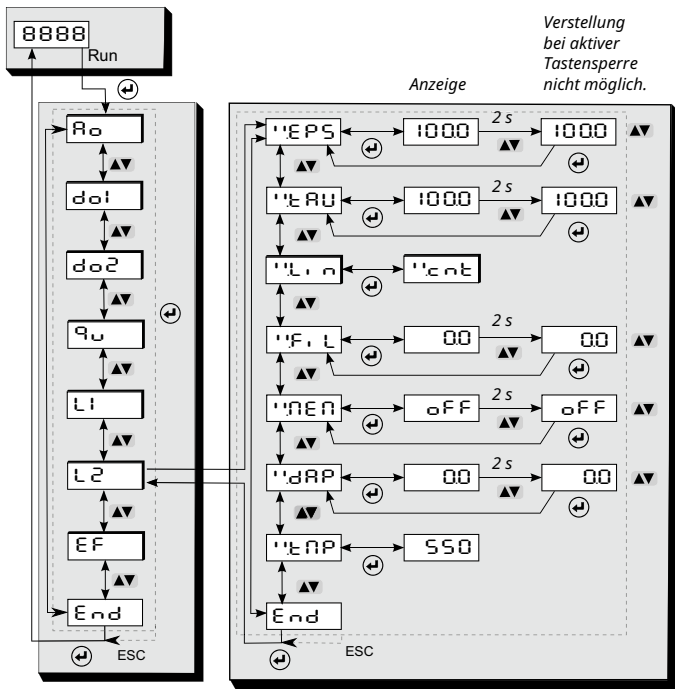 8888
Run
Verstellung
bei aktiver
Tastensperre
nicht möglich.
Anzeige
Ao
do1
do2
qu
L1
L2
EF
End
ESC
".EPS 100.0 2 s 100.0
".tAU 100.0 2 s 100.0
".Lin ".cnt
".FiL 0.0 2 s 0.0
".MEM oFF 2 s oFF
".dAP 0.0 2 s 0.0
".tMP 55.0
End
ESC